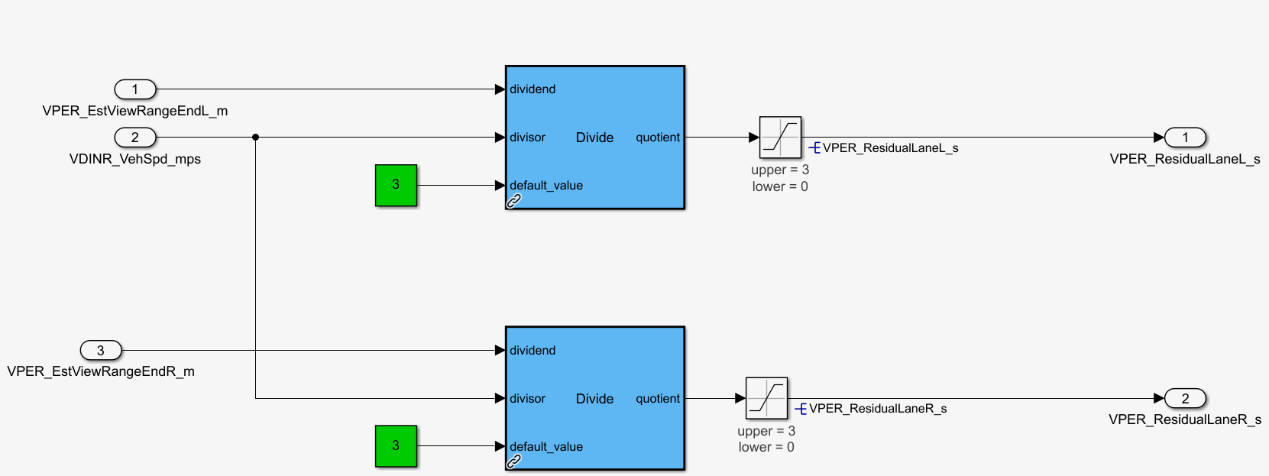 1
VPER_EstViewRangeEndL_m
2
VDINR_VehSpd_mps
3
dividend
divisor
default_value
Divide
quotient
upper = 3
lower = 0
VPER_ResidualLaneL_s
1
VPER_ResidualLaneL_s
3
VPER_EstViewRangeEndR_m
3
dividend
divisor
default_value
Divide
quotient
upper = 3
lower = 0
VPER_ResidualLaneR_s
2
VPER_ResidualLaneR_s